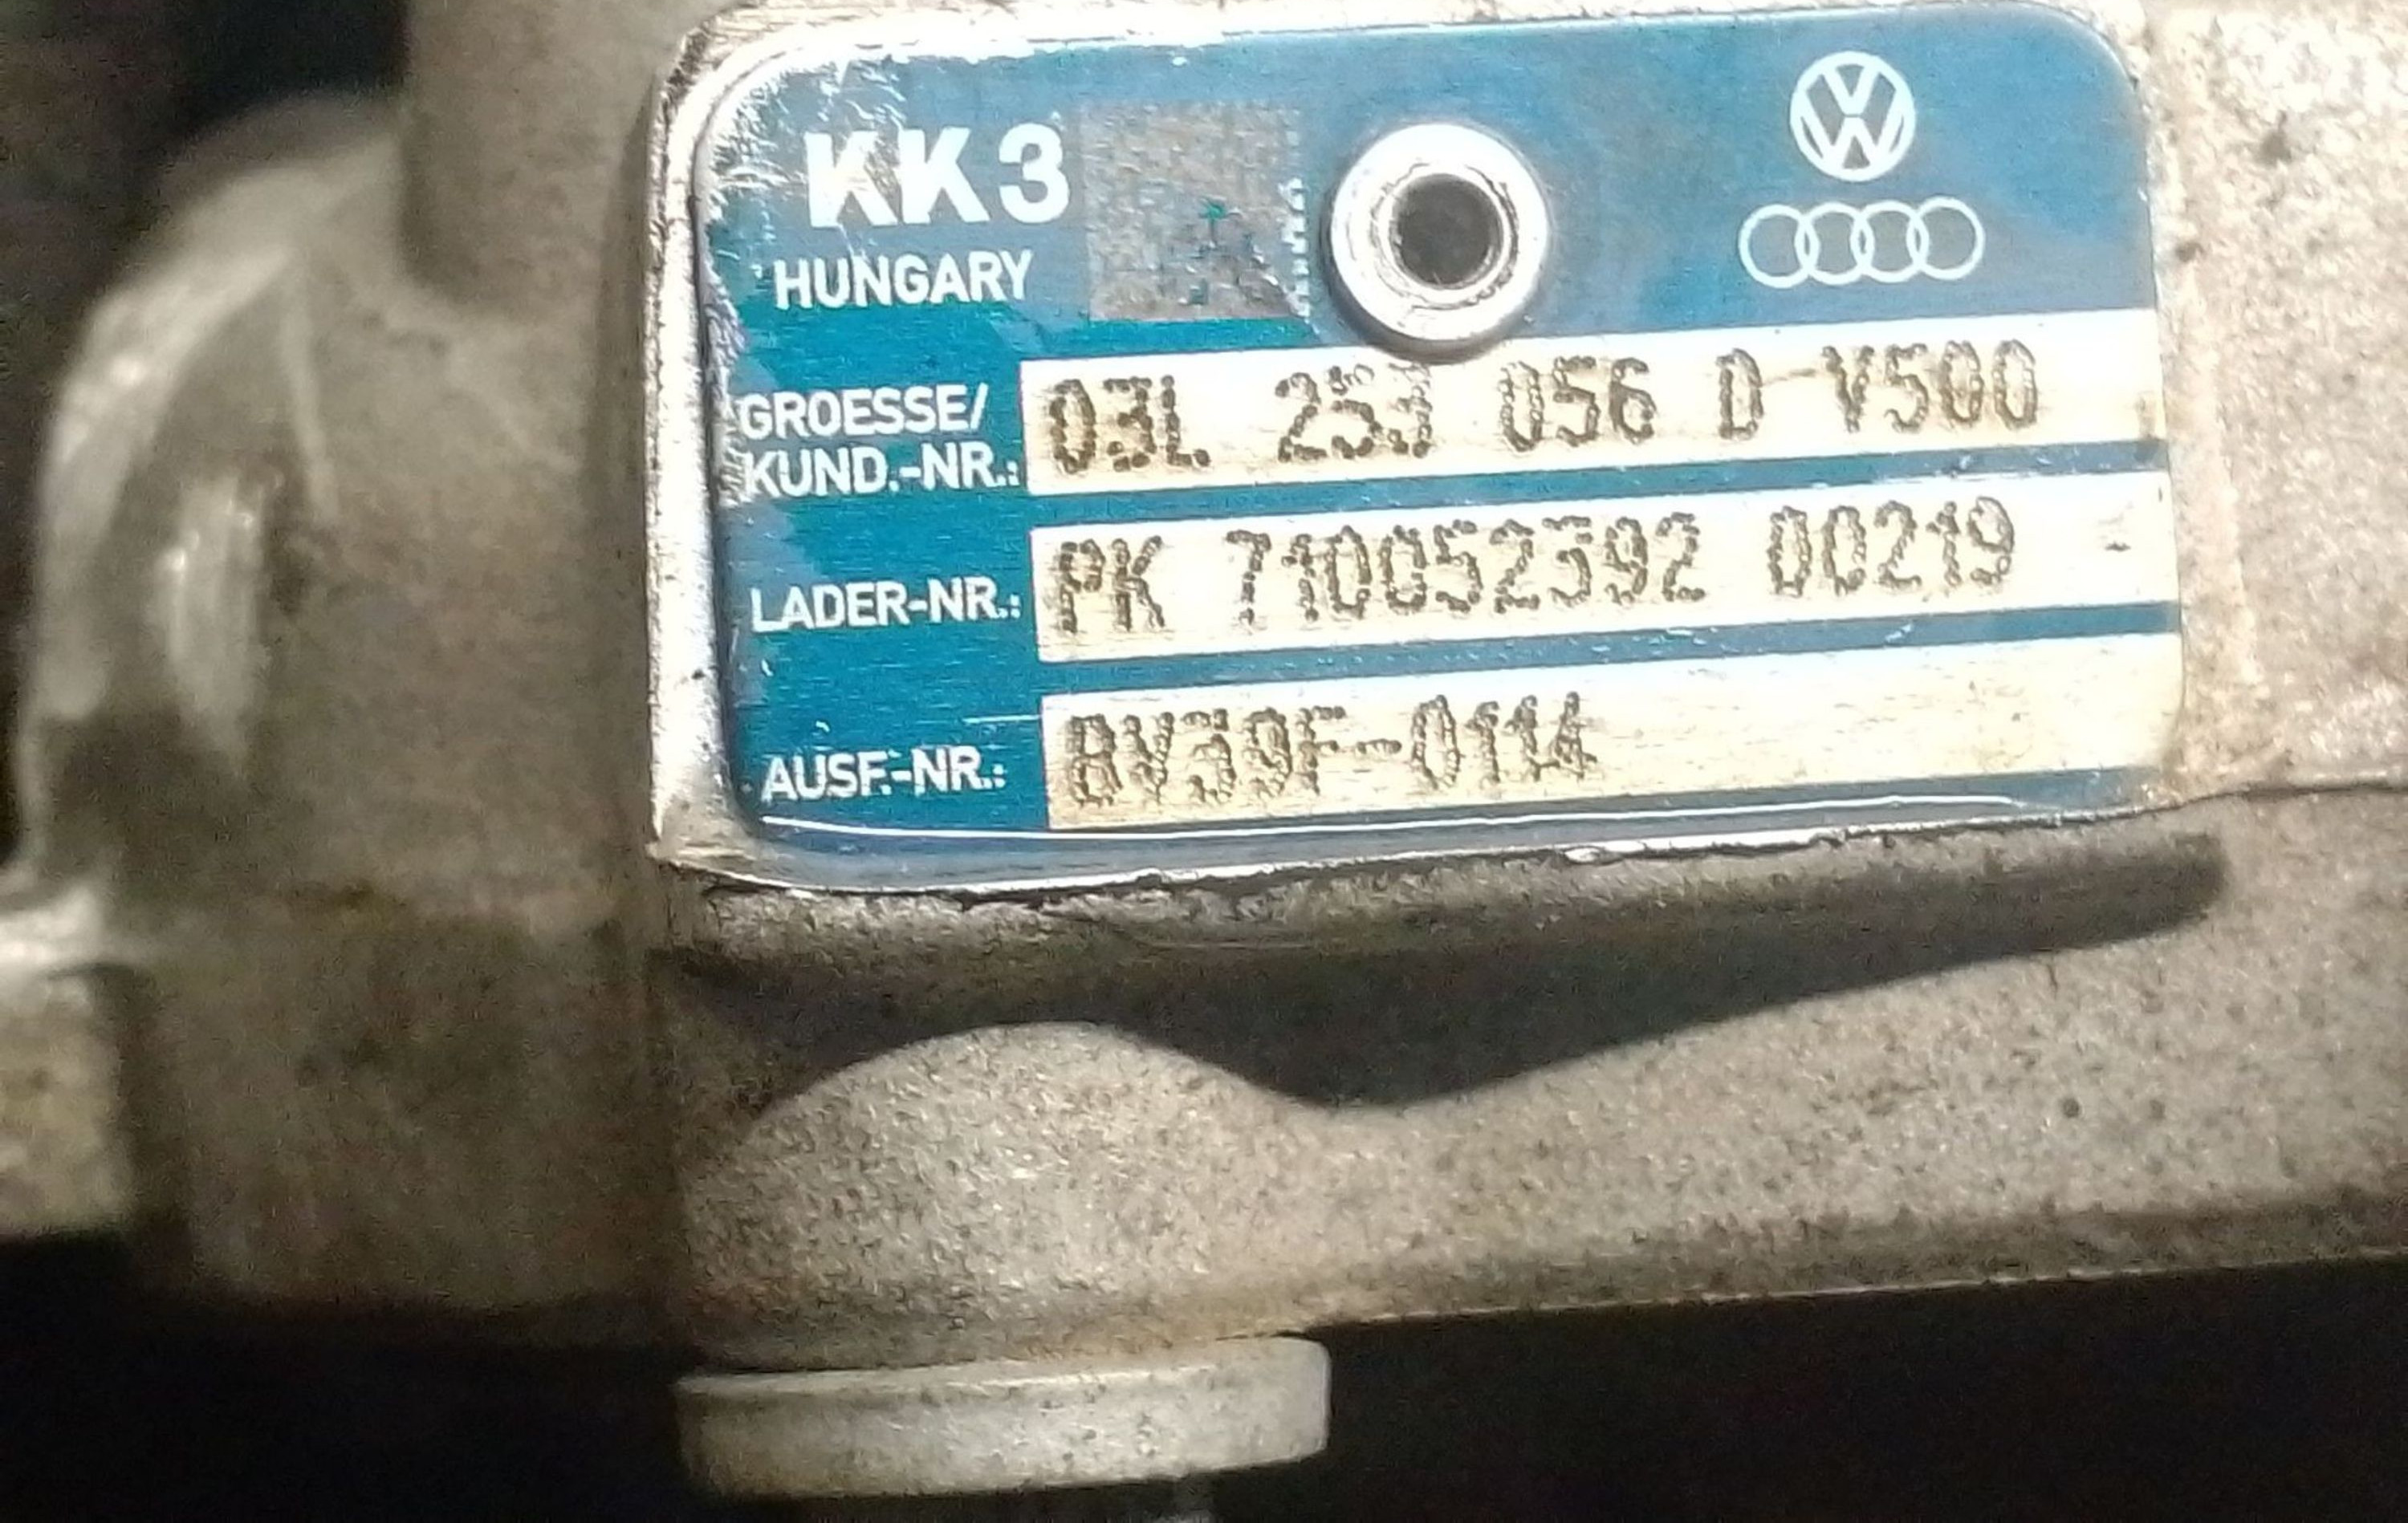 KK3
HUNGARY
GROESSE/
KUND.-NR.: 03L 253 056 D V500
LADER-NR.: PK 710052392 00219
AUSF.-NR.: BV39F-0114